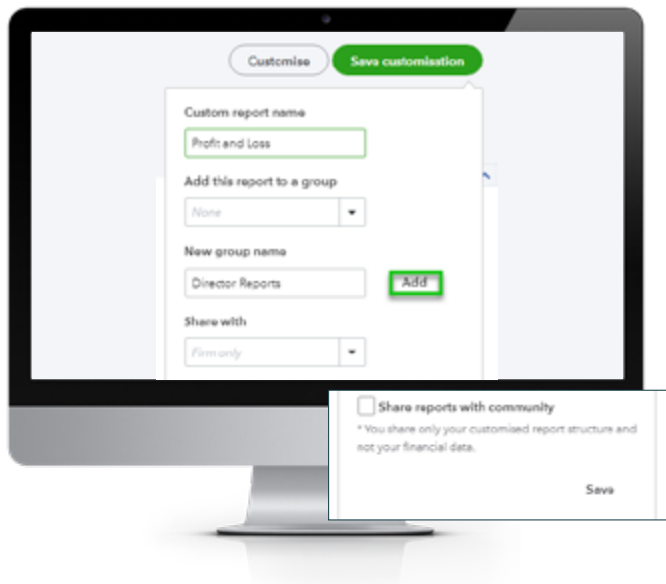 Customise
Save customisation
Custom report name
Profit and Loss
Add this report to a group
None
New group name
Director Reports
Add
Share with
Firm only
Share reports with community
* You share only your customised report structure and
not your financial data.
Save